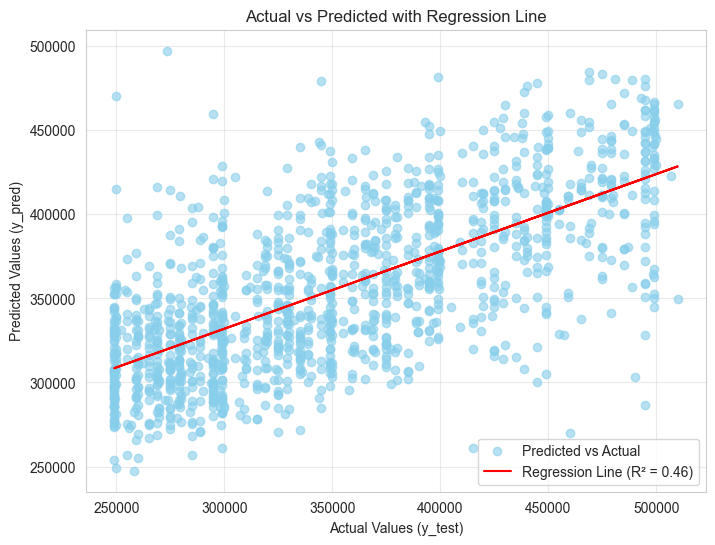 Actual vs Predicted with Regression Line
Predicted Values (y_pred)
500000
450000
400000
350000
300000
250000
250000 300000 350000 400000 450000 500000
Actual Values (y_test)
Predicted vs Actual
Regression Line (R² = 0.46)